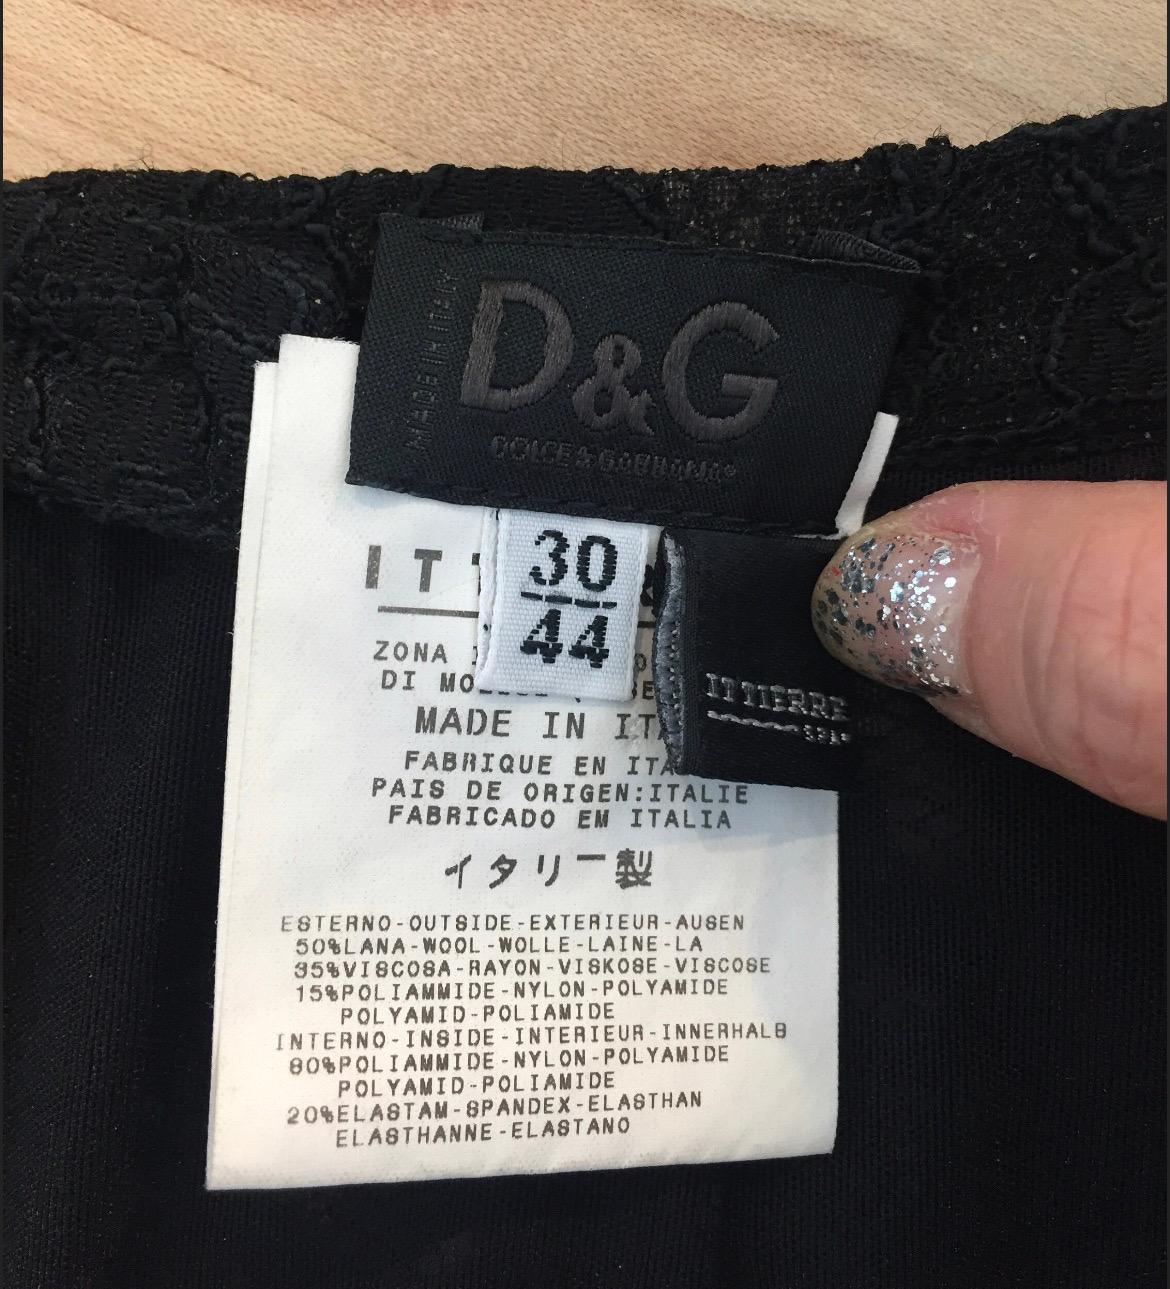 MADE IN ITALY
D&G
DOLCE & GABBANA
30
44
ITTIERRE
SPA
I T
ZONA
DI
MADE IN
FABRIQUE EN
PAIS DE ORIGEN:ITALIE
FABRICADO EM ITALIA
イタリー製
ESTERNO-OUTSIDE-EXTERIEUR-AUSEN
50%LANA-WOOL-WOLLE-LAINE-LA
35%VISCOSA-RAYON-VISKOSE-VISCOSE
15%POLIAMMIDE-NYLON-POLYAMIDE
POLYAMID-POLIAMIDE
INTERNO-INSIDE-INTERIEUR-INNERHALB
80%POLIAMMIDE-NYLON-POLYAMIDE
POLYAMID-POLIAMIDE
20%ELASTAM-SPANDEX-ELASTHAN
ELASTHANNE-ELASTANO